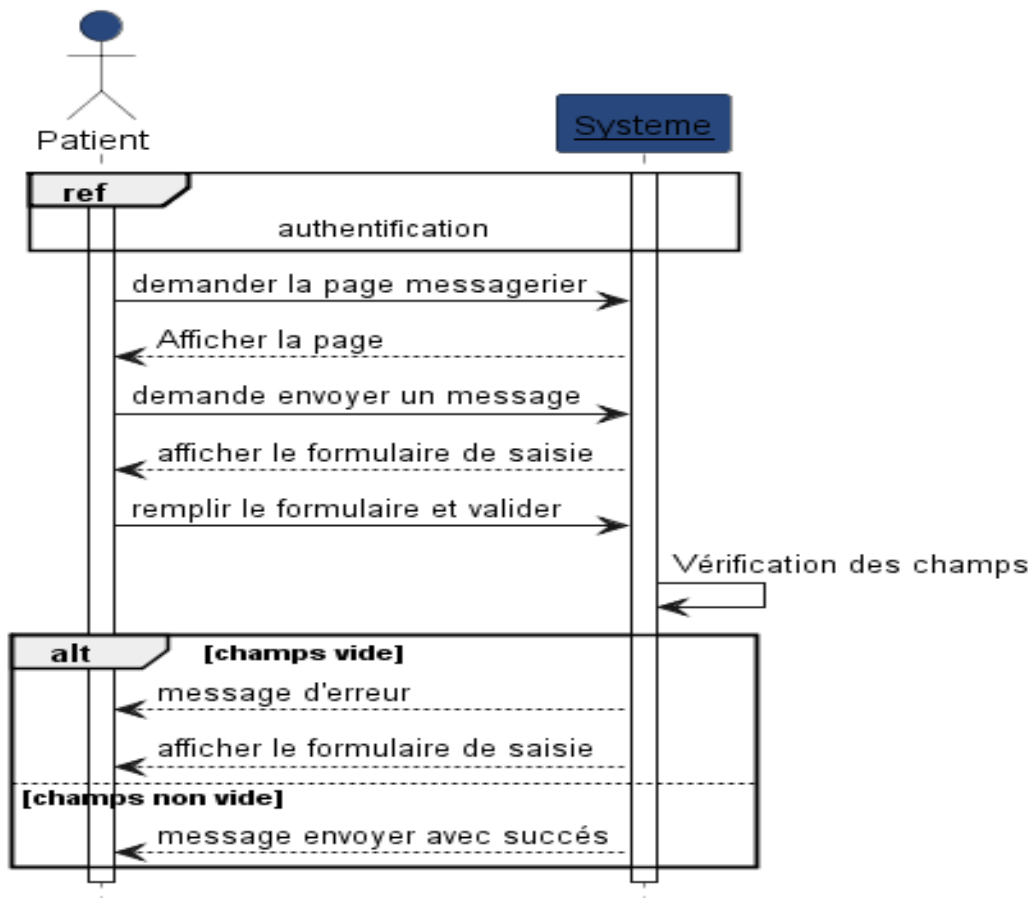 Patient
Systeme
ref
authentification
demander la page messagerier
Afficher la page
demande envoyer un message
afficher le formulaire de saisie
remplir le formulaire et valider
Vérification des champs
alt
[champs vide]
message d'erreur
afficher le formulaire de saisie
[champs non vide]
message envoyer avec succés